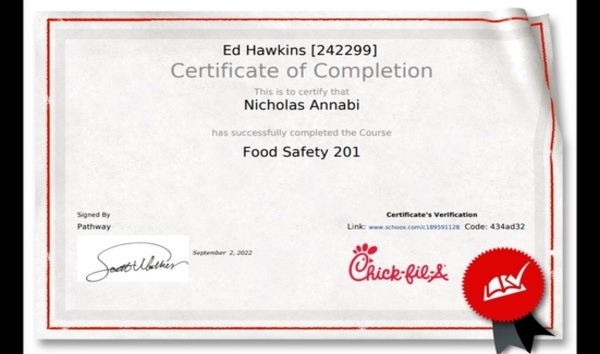 Ed Hawkins [242299]
Certificate of Completion
This is to certify that
Nicholas Annabi
has successfully completed the Course
Food Safety 201
Signed By
Pathway
Certificate's Verification
Link: www.schoox.com/c189591128 Code: 434ad32
September 2, 2022
Chick-fil-A